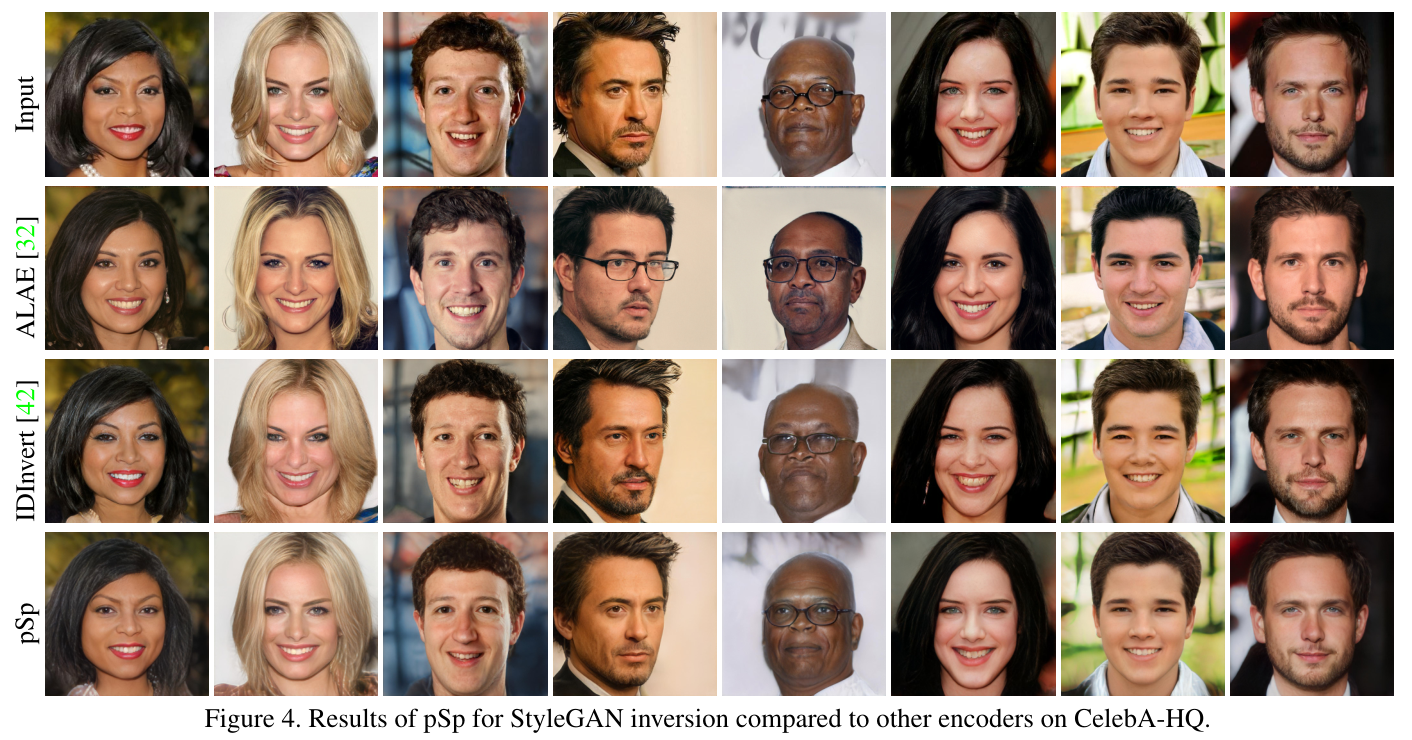 Input
ALAE [32]
IDInvert [42]
pSp
Figure 4. Results of pSp for StyleGAN inversion compared to other encoders on CelebA-HQ.